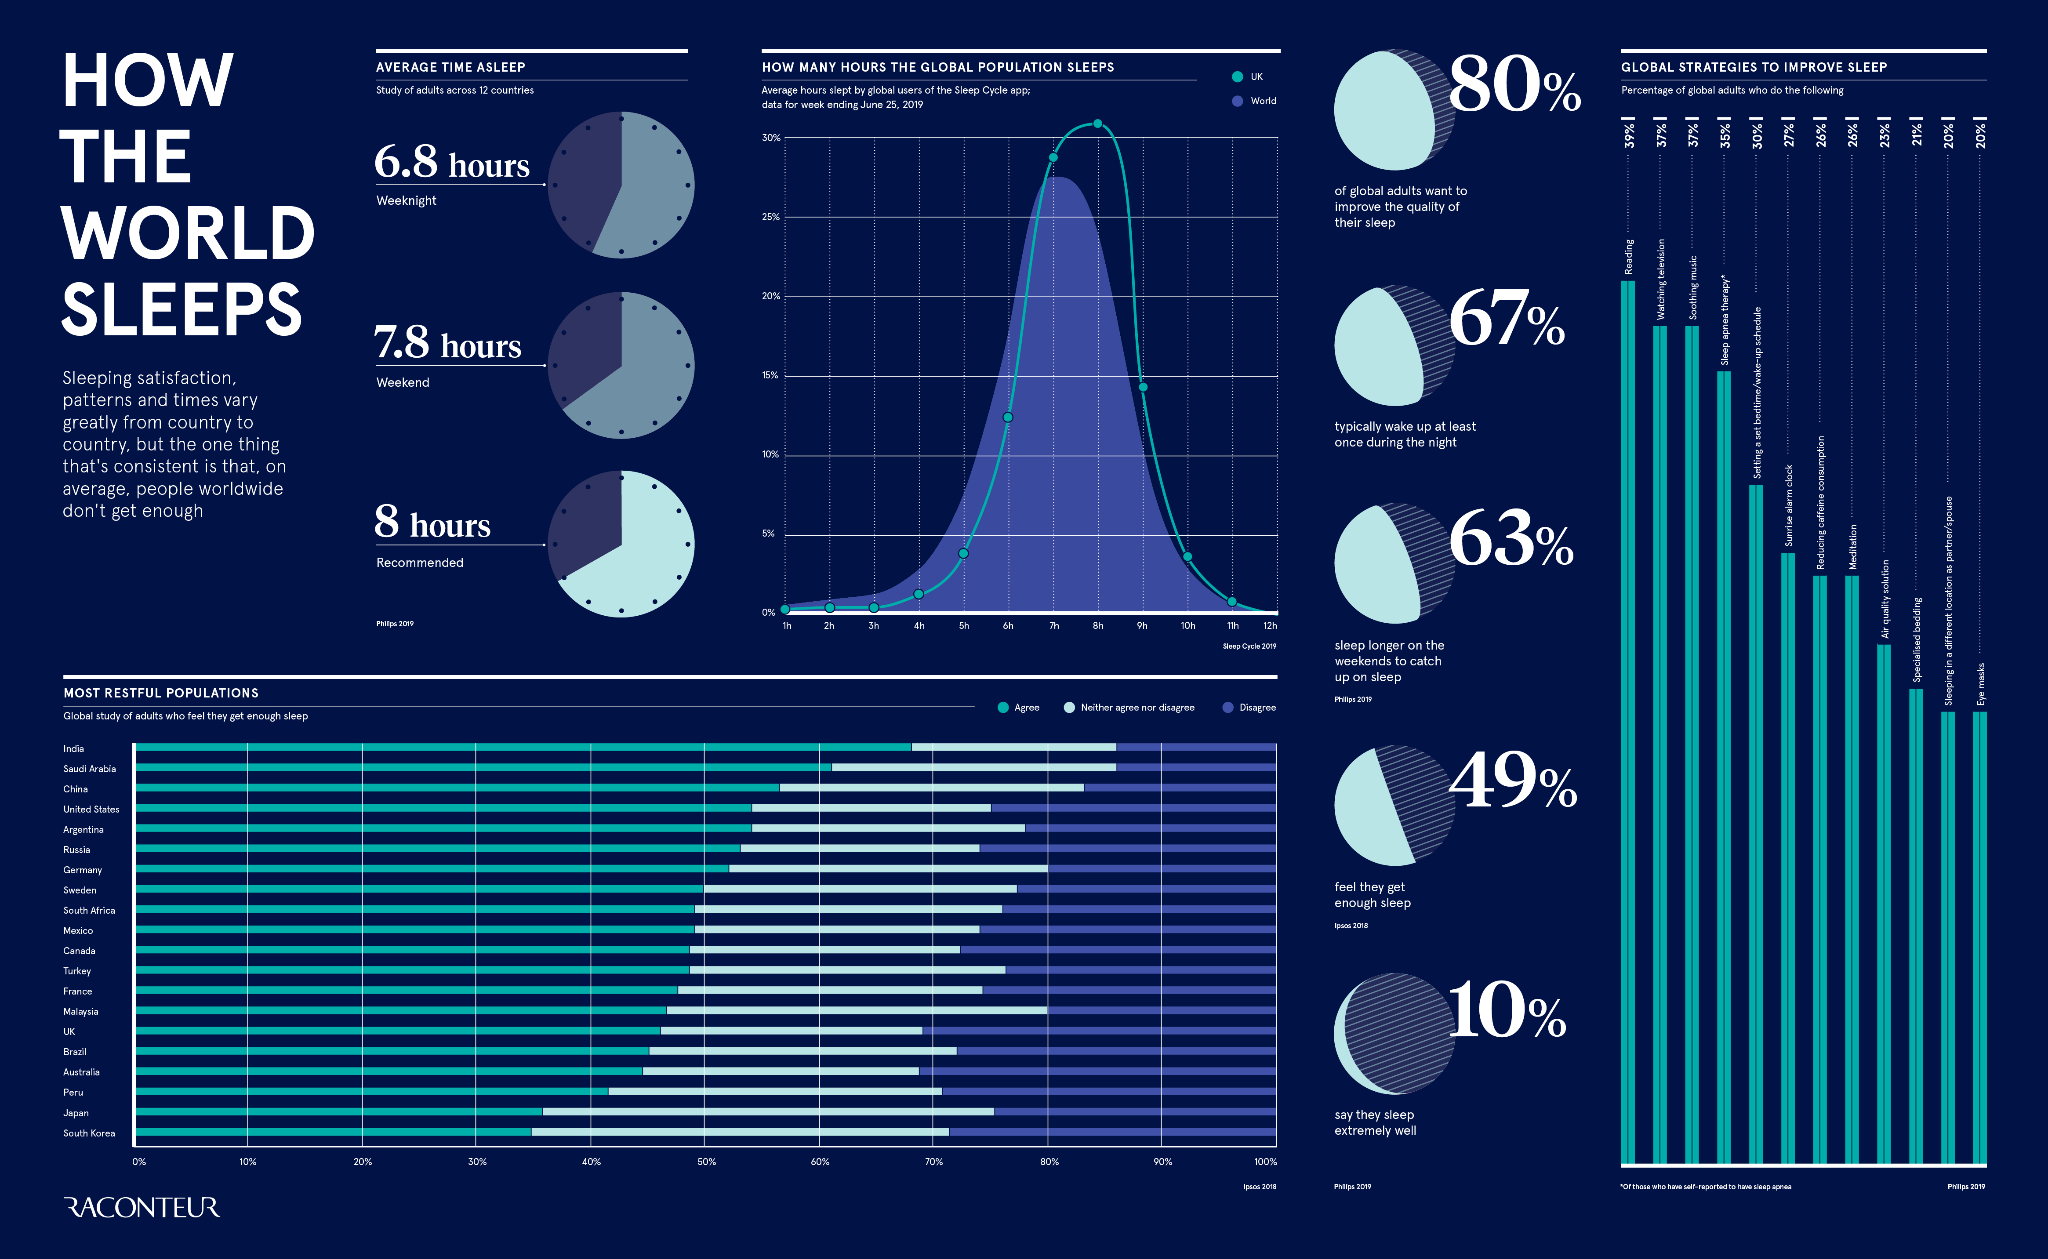 HOW
THE
WORLD
SLEEPS
Sleeping satisfaction,
patterns and times vary
greatly from country to
country, but the one thing
that's consistent is that, on
average, people worldwide
don't get enough
AVERAGE TIME ASLEEP
Study of adults across 12 countries
6.8 hours
Weeknight
7.8 hours
Weekend
8 hours
Recommended
Philips 2019
HOW MANY HOURS THE GLOBAL POPULATION SLEEPS
Average hours slept by global users of the Sleep Cycle app;
data for week ending June 25, 2019
UK
World
30%
25%
20%
15%
10%
5%
0%
1h 2h 3h 4h 5h 6h 7h 8h 9h 10h 11h 12h
Sleep Cycle 2019
80%
of global adults want to
improve the quality of
their sleep
67%
typically wake up at least
once during the night
63%
sleep longer on the
weekends to catch
up on sleep
Philips 2019
49%
feel they get
enough sleep
Ipsos 2018
10%
say they sleep
extremely well
Philips 2019
GLOBAL STRATEGIES TO IMPROVE SLEEP
Percentage of global adults who do the following
39% 37% 37% 35% 30% 27% 26% 26% 23% 21% 20% 20%
Reading
Watching television
Soothing music
Sleep apnea therapy*
Setting a set bedtime/wake-up schedule
Sunrise alarm clock
Reducing caffeine consumption
Meditation
Air quality solution
Specialised bedding
Sleeping in a different location as partner/spouse
Eye masks
*Of those who have self-reported to have sleep apnea
Philips 2019
MOST RESTFUL POPULATIONS
Global study of adults who feel they get enough sleep
Agree
Neither agree nor disagree
Disagree
India
Saudi Arabia
China
United States
Argentina
Russia
Germany
Sweden
South Africa
Mexico
Canada
Turkey
France
Malaysia
UK
Brazil
Australia
Peru
Japan
South Korea
0% 10% 20% 30% 40% 50% 60% 70% 80% 90% 100%
Ipsos 2018
RACONTEUR